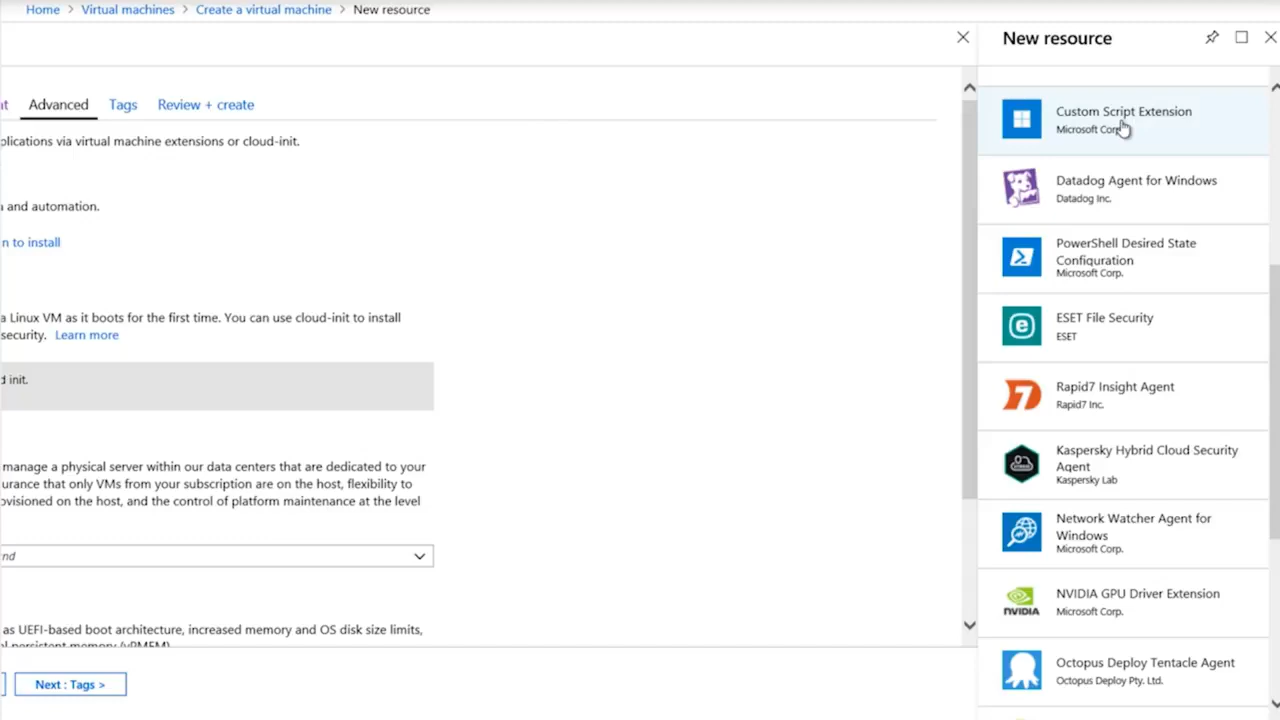 Home > Virtual machines > Create a virtual machine > New resource
New resource
Advanced Tags Review + create
plications via virtual machine extensions or cloud-init.
and automation.
n to install
a Linux VM as it boots for the first time. You can use cloud-init to install
security. Learn more
d init.
manage a physical server within our data centers that are dedicated to your
urance that only VMs from your subscription are on the host, flexibility to
ovisioned on the host, and the control of platform maintenance at the level
nd
as UEFI-based boot architecture, increased memory and OS disk size limits,
persistent memory (vPMEM)
Next : Tags >
Custom Script Extension
Microsoft Corp.
Datadog Agent for Windows
Datadog Inc.
PowerShell Desired State
Configuration
Microsoft Corp.
ESET File Security
ESET
Rapid7 Insight Agent
Rapid7 Inc.
Kaspersky Hybrid Cloud Security
Agent
Kaspersky Lab
Network Watcher Agent for
Windows
Microsoft Corp.
NVIDIA
NVIDIA GPU Driver Extension
Microsoft Corp.
Octopus Deploy Tentacle Agent
Octopus Deploy Pty. Ltd.